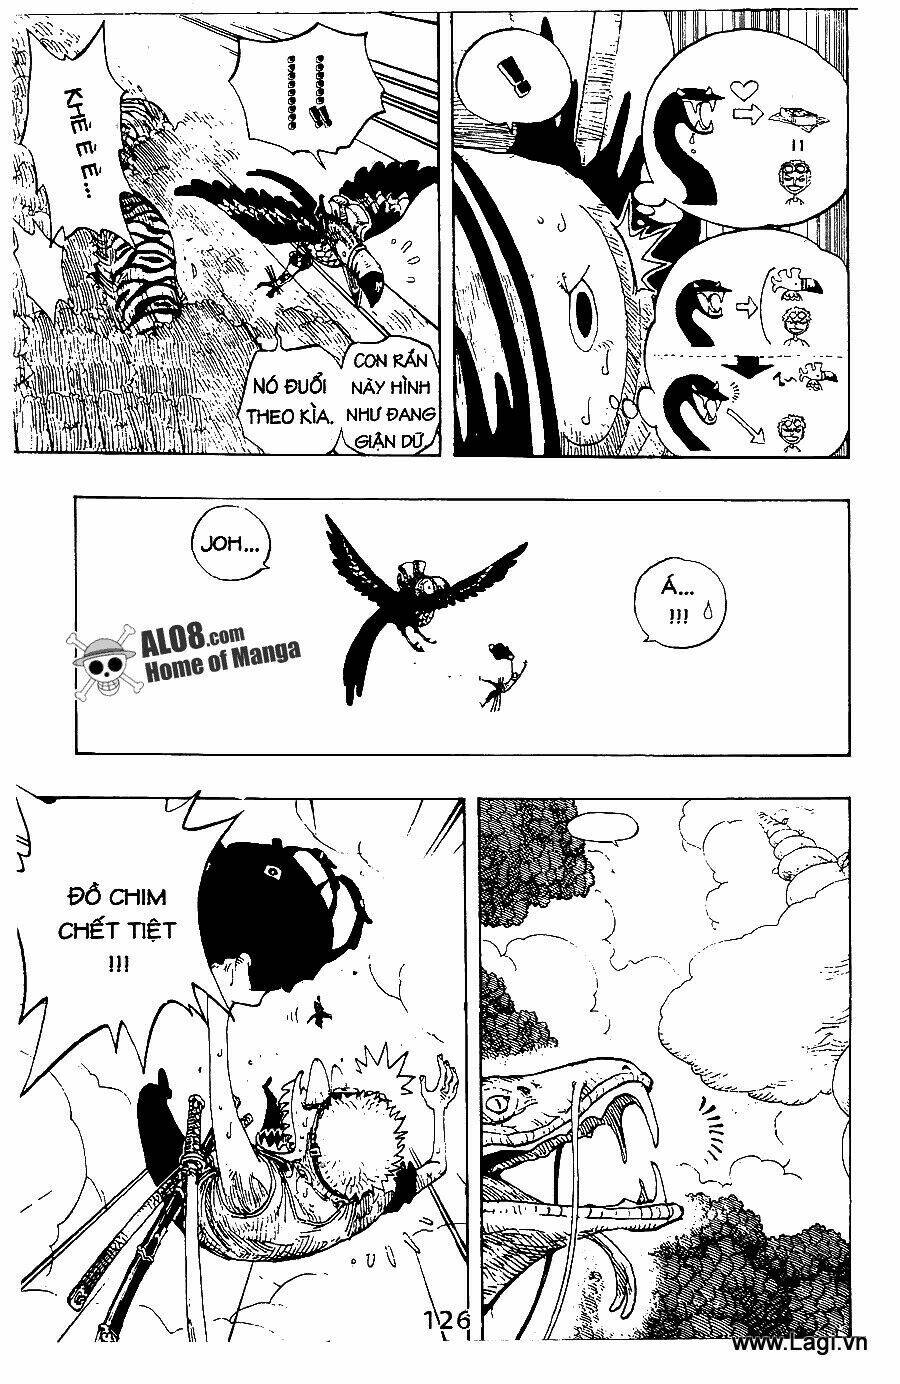 !!
KHÈ È È...
................!!
CON RẮN
NÀY HÌNH
NHƯ ĐANG
GIẬN DỮ.
NÓ ĐUỔI
THEO KÌA.
JOH...
Á...
!!!
AL08.com
Home of Manga
ĐỒ CHIM
CHẾT TIỆT
!!!
126
www.Lagi.vn